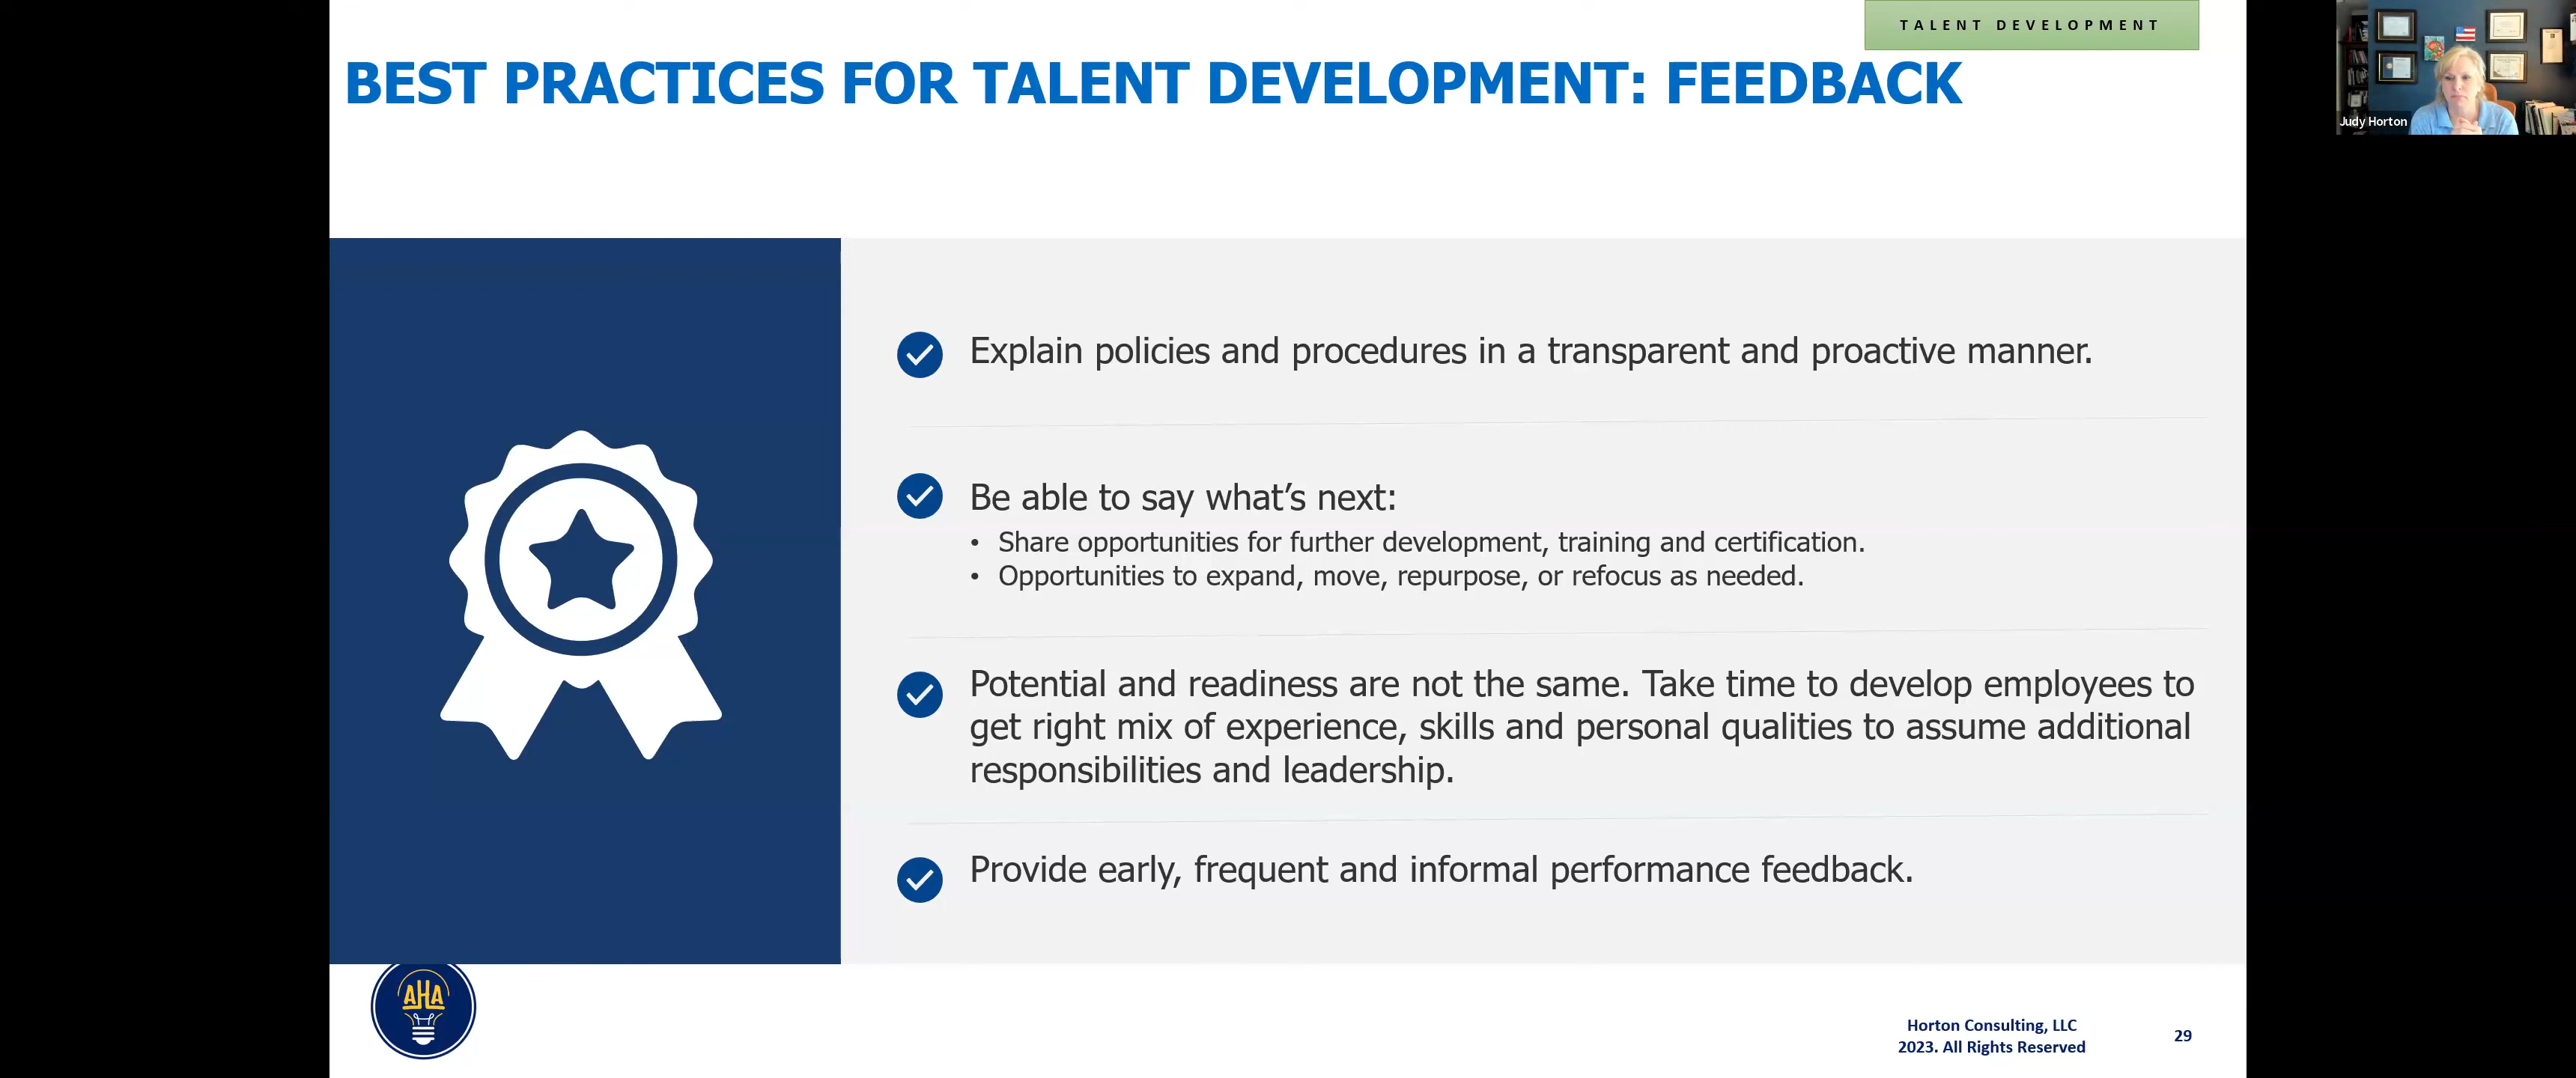 TALENT DEVELOPMENT
BEST PRACTICES FOR TALENT DEVELOPMENT: FEEDBACK
Judy Horton
Explain policies and procedures in a transparent and proactive manner.
Be able to say what’s next:
• Share opportunities for further development, training and certification.
• Opportunities to expand, move, repurpose, or refocus as needed.
Potential and readiness are not the same. Take time to develop employees to
get right mix of experience, skills and personal qualities to assume additional
responsibilities and leadership.
Provide early, frequent and informal performance feedback.
AHA
Horton Consulting, LLC
2023. All Rights Reserved
29